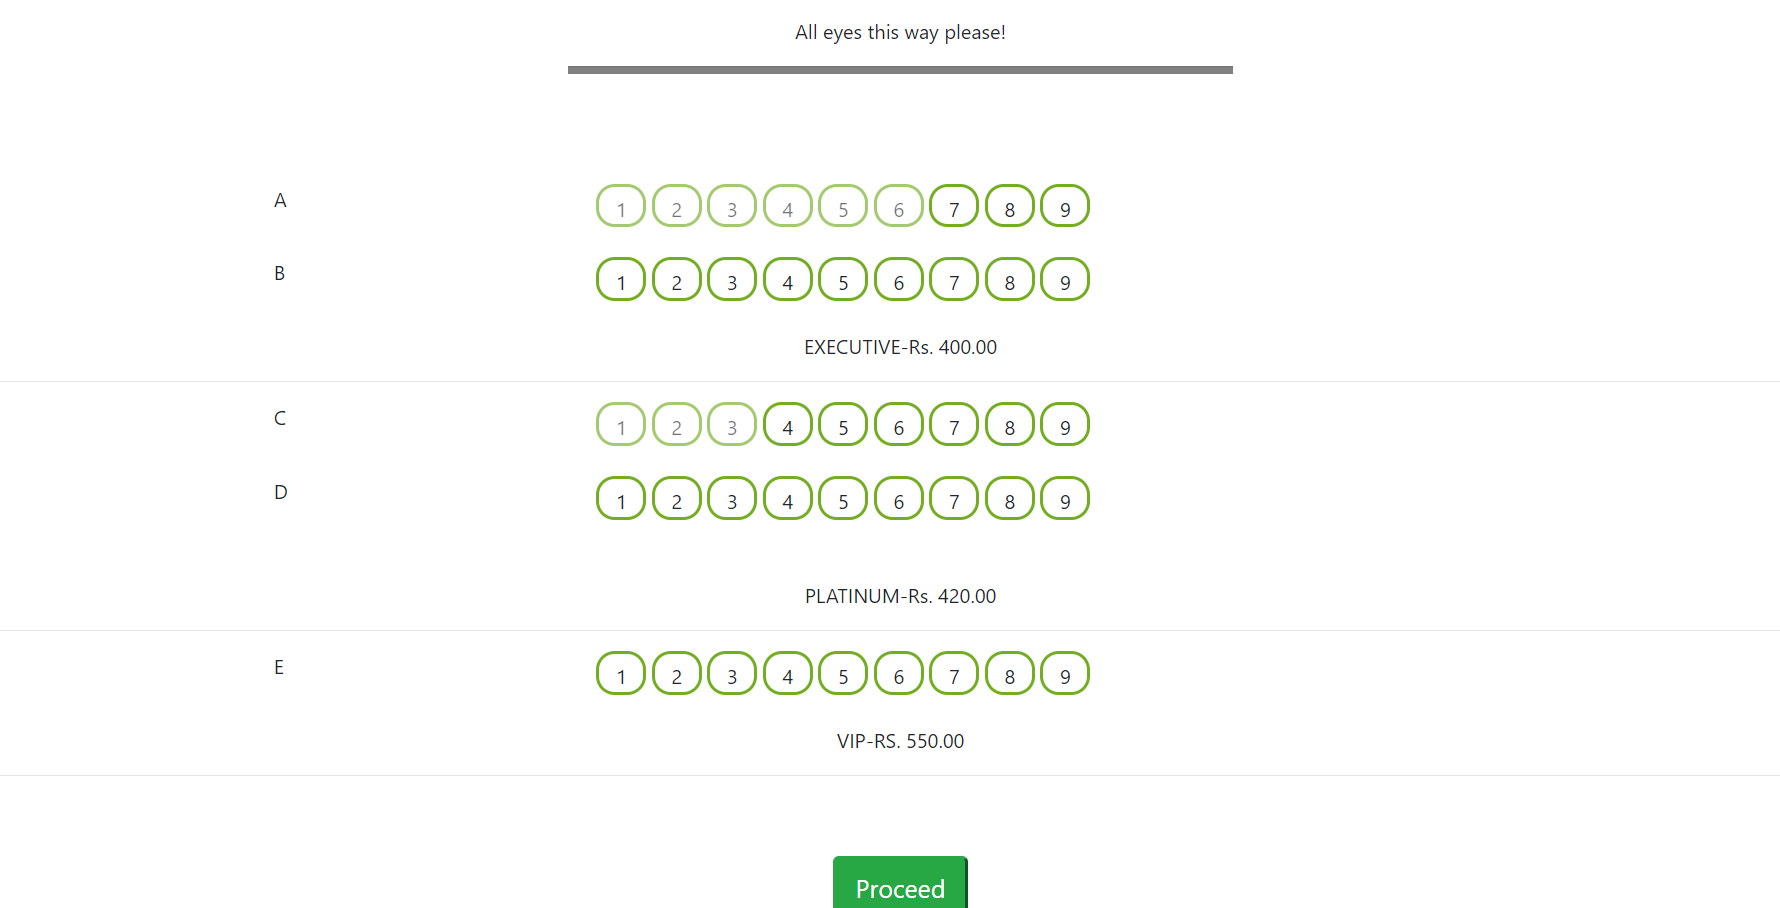 All eyes this way please!
A 1 2 3 4 5 6 7 8 9
B 1 2 3 4 5 6 7 8 9
EXECUTIVE-Rs. 400.00
C 1 2 3 4 5 6 7 8 9
D 1 2 3 4 5 6 7 8 9
PLATINUM-Rs. 420.00
E 1 2 3 4 5 6 7 8 9
VIP-RS. 550.00
Proceed